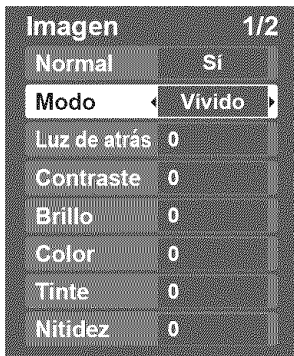 Imagen 1/2
Normal Sí
Modo Vívido
Luz de atrás 0
Contraste 0
Brillo 0
Color 0
Tinte 0
Nitidez 0